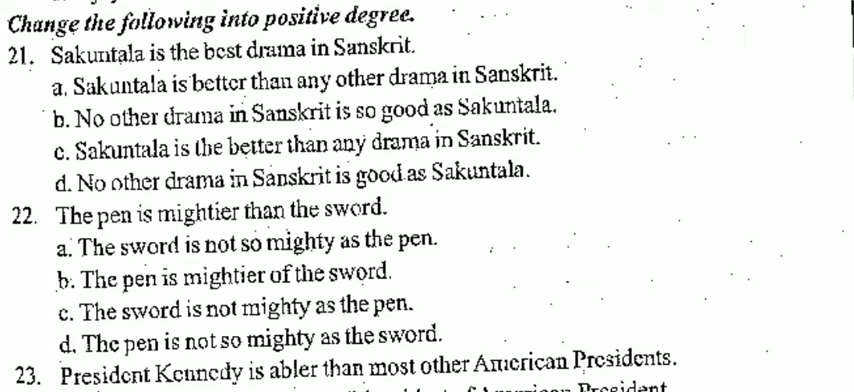 Change the following into positive degree.
21. Sakuntala is the best drama in Sanskrit.
a. Sakuntala is better than any other drama in Sanskrit.
b. No other drama in Sanskrit is so good as Sakuntala.
c. Sakuntala is the better than any drama in Sanskrit.
d. No other drama in Sanskrit is good as Sakuntala.
22. The pen is mightier than the sword.
a. The sword is not so mighty as the pen.
b. The pen is mightier of the sword.
c. The sword is not mighty as the pen.
d. The pen is not so mighty as the sword.
23. President Kennedy is abler than most other American Presidents.
President